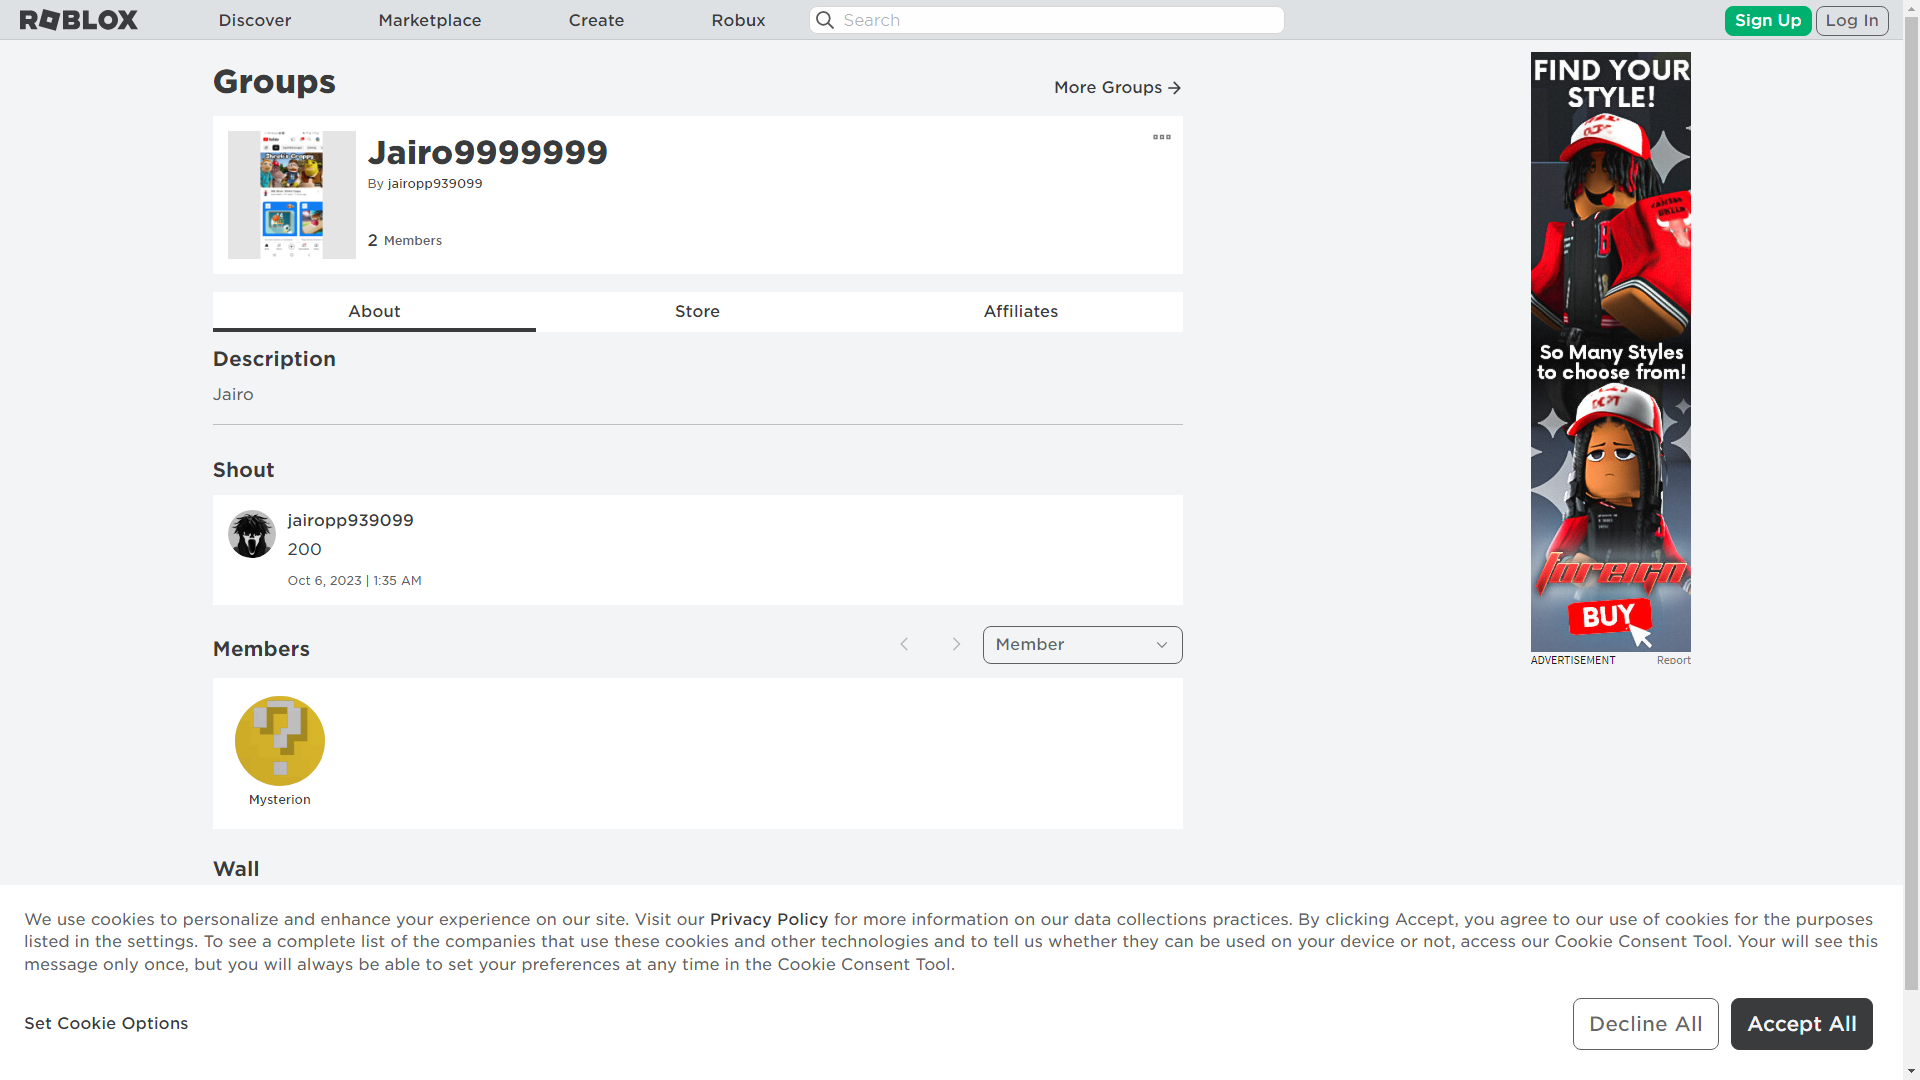 ROBLOX
Discover
Marketplace
Create
Robux
Search
Sign Up
Log In
Groups
More Groups
Jairo9999999
By jairopp939099
2 Members
About
Store
Affiliates
Description
Jairo
Shout
jairopp939099
200
Oct 6, 2023 | 1:35 AM
Members
Member
Mysterion
Wall
FIND YOUR
STYLE!
So Many Styles
to choose from!
foreign
BUY
ADVERTISEMENT
Report
We use cookies to personalize and enhance your experience on our site. Visit our Privacy Policy for more information on our data collections practices. By clicking Accept, you agree to our use of cookies for the purposes
listed in the settings. To see a complete list of the companies that use these cookies and other technologies and to tell us whether they can be used on your device or not, access our Cookie Consent Tool. Your will see this
message only once, but you will always be able to set your preferences at any time in the Cookie Consent Tool.
Set Cookie Options
Decline All
Accept All